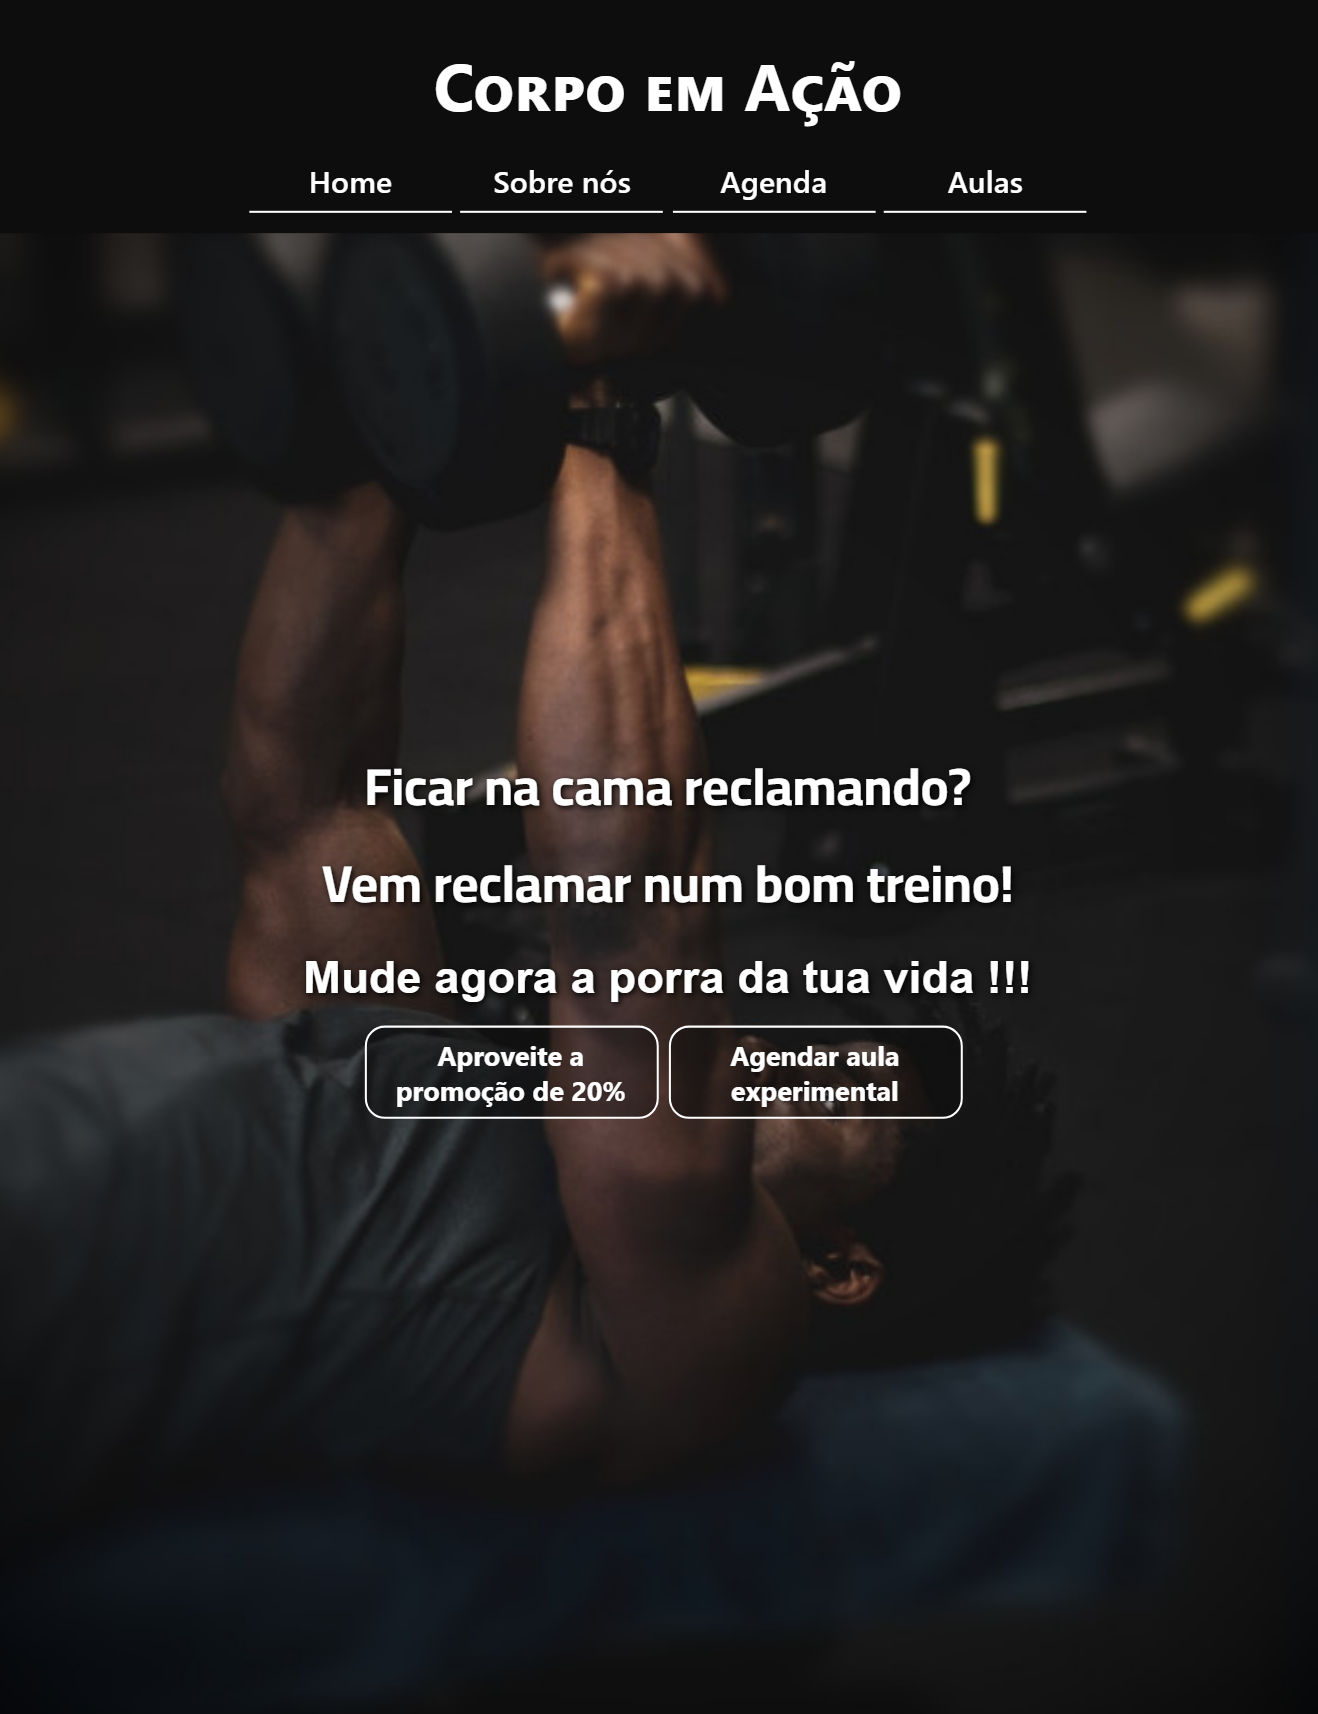 Corpo em Ação
Home Sobre nós Agenda Aulas
Ficar na cama reclamando?
Vem reclamar num bom treino!
Mude agora a porra da tua vida !!!
Aproveite a
promoção de 20%
Agendar aula
experimental